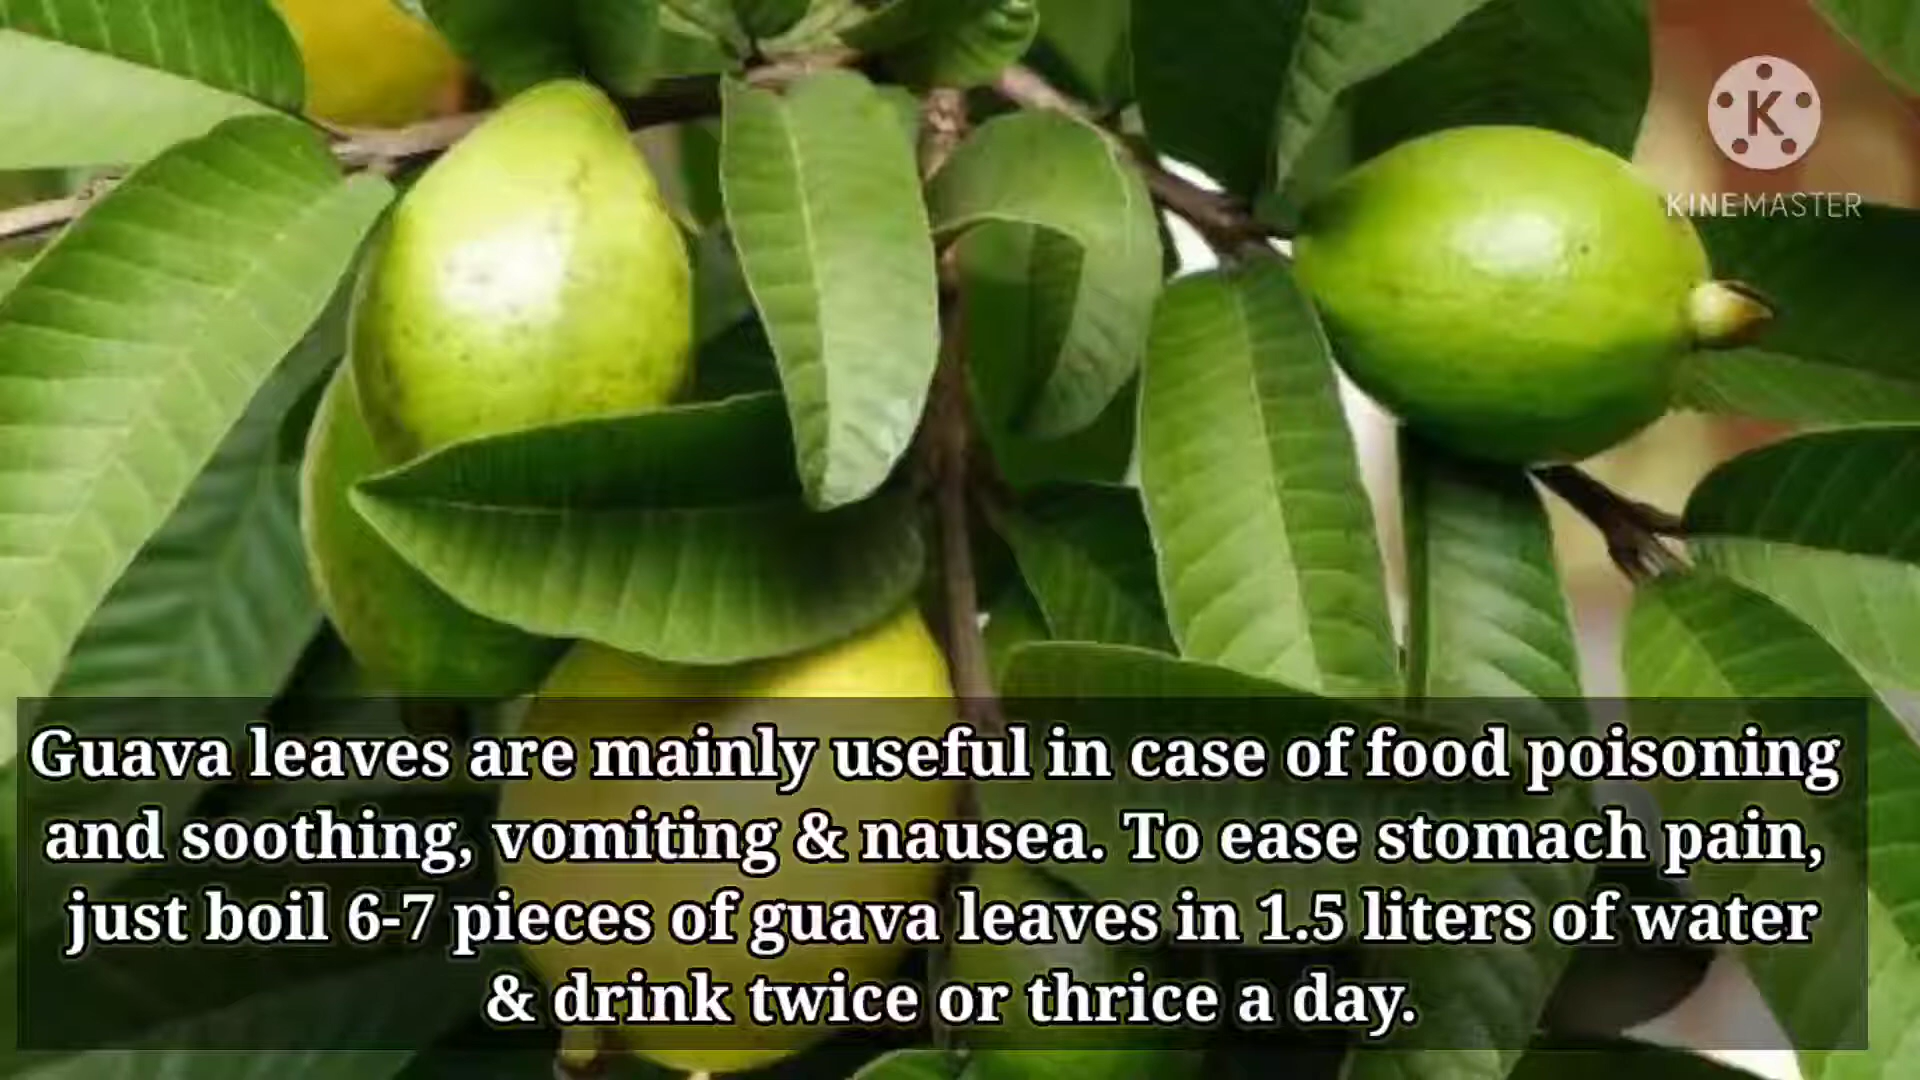 K
KINEMASTER
Guava leaves are mainly useful in case of food poisoning
and soothing, vomiting & nausea. To ease stomach pain,
just boil 6-7 pieces of guava leaves in 1.5 liters of water
& drink twice or thrice a day.